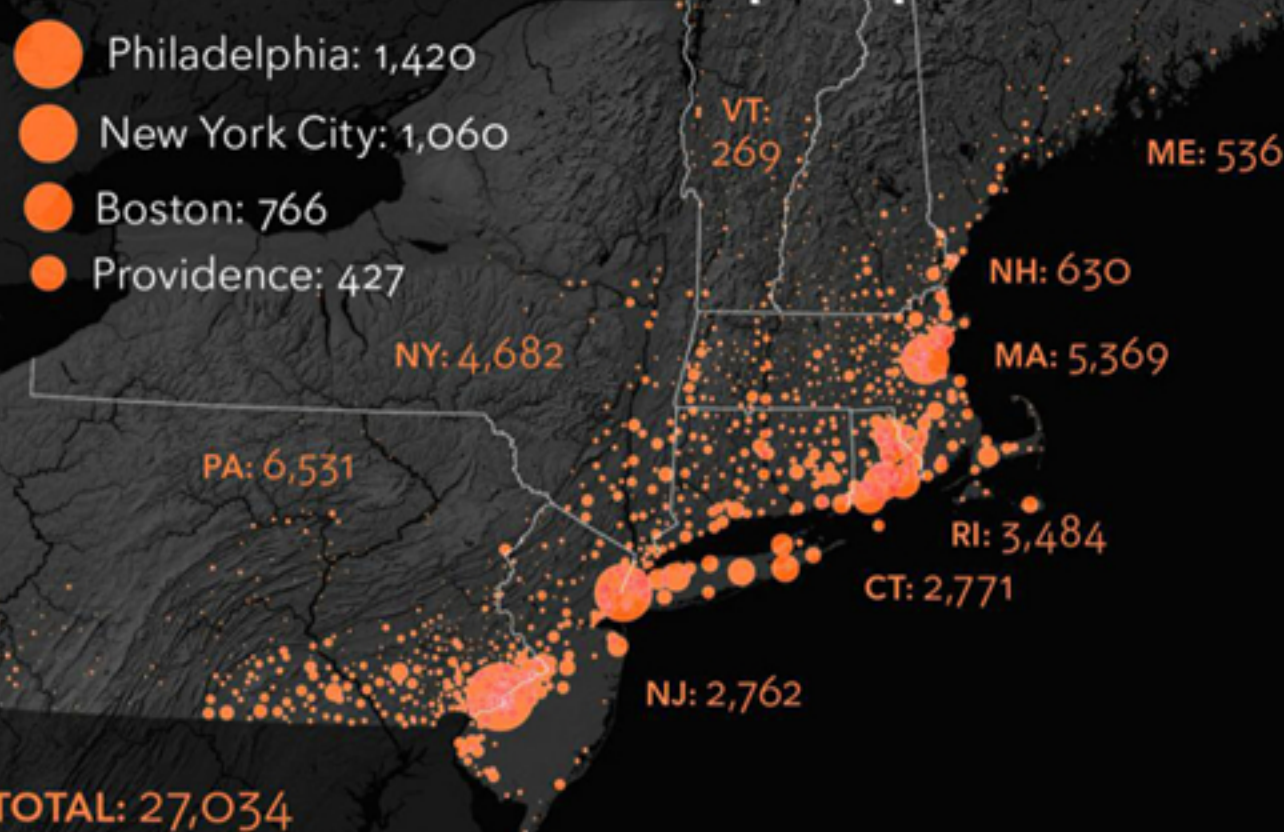 Philadelphia: 1,420
New York City: 1,060
Boston: 766
Providence: 427
VT:
269
ME: 536
NH: 630
NY: 4,682
MA: 5,369
PA: 6,531
RI: 3,484
CT: 2,771
NJ: 2,762
TOTAL: 27,034